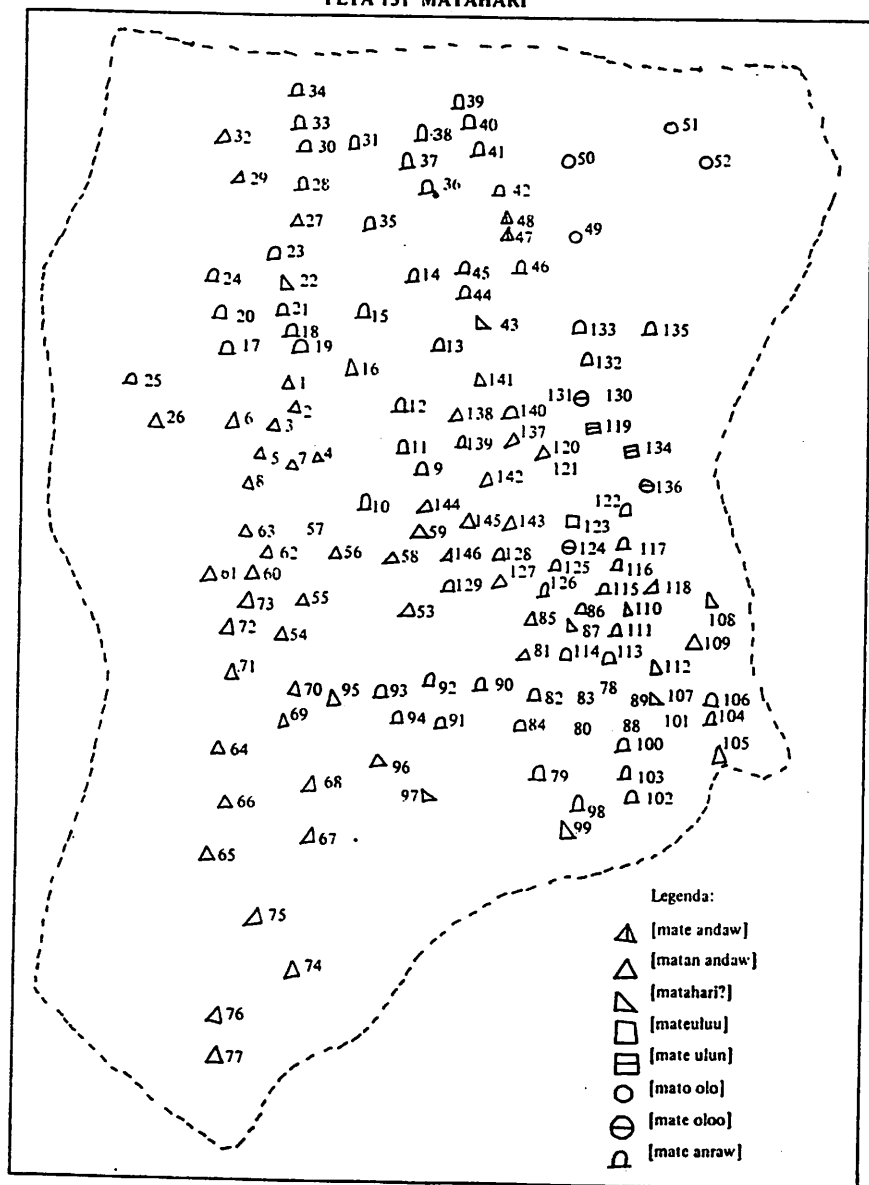 PETA 151 MATAHARI
34
39
33 40 51
32 38
30 31 41
37 50 52
29 28 36 42
27 35 48
47 49
23
24 22 14 45 46
44
20 21 15
18 43 133 135
17 19 13
16 132
25 1 141
131 130
2 12 138 140
26 6 3 119
137
11 139 120 134
5 7 4 9 121
8 142 136
10 144 122
63 57 59 145 143 123
62 56 58 146 128 124 117
127 125 116
61 60 129 126 115 118
73 55 53 86 110 108
72 54 85 87 111 109
71 81 114 113 112
70 95 93 92 90 82 83 78 89 107 106
69 94 91 84 80 88 101 104
64 100 105
96
68 79 103
66 97 98 102
67 99
65
75
74
76
77
Legenda:
[mate andaw]
[matan andaw]
[matahari?]
[mateuluu]
[mate ulun]
[mato olo]
[mate oloo]
[mate anraw]